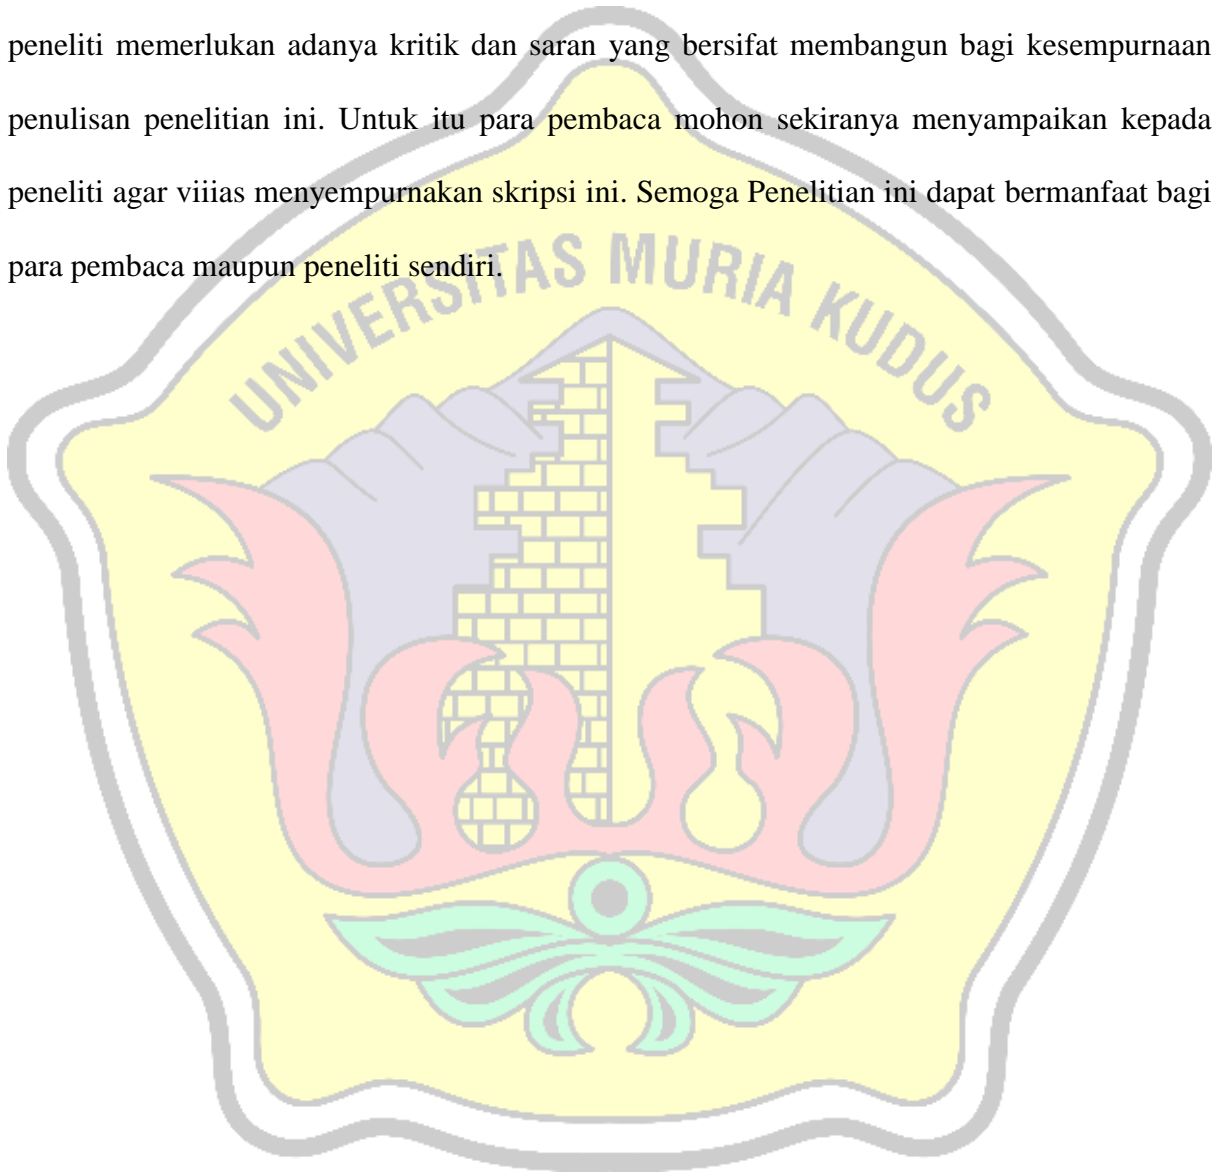 peneliti memerlukan adanya kritik dan saran yang bersifat membangun bagi kesempurnaan
penulisan penelitian ini. Untuk itu para pembaca mohon sekiranya menyampaikan kepada
peneliti agar viiias menyempurnakan skripsi ini. Semoga Penelitian ini dapat bermanfaat bagi
para pembaca maupun peneliti sendiri.
UNIVERSITAS MURIA KUDUS